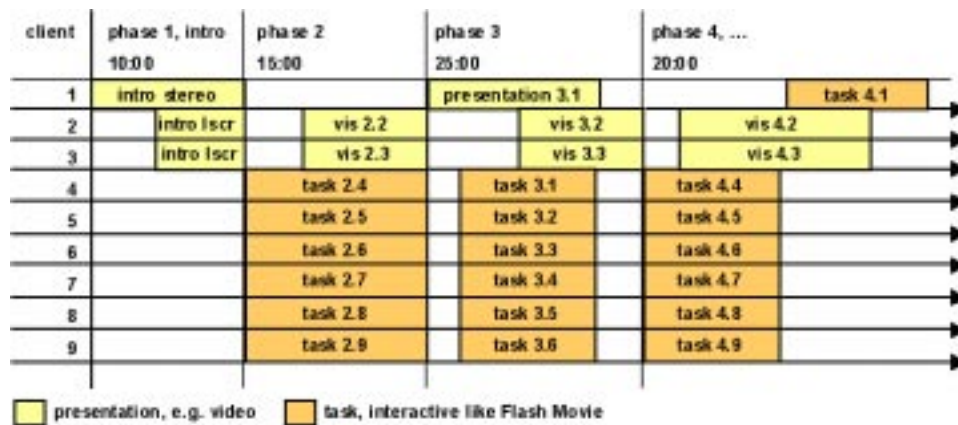 client phase 1, intro phase 2 phase 3 phase 4, ...
10:00 15:00 25:00 20:00
1 intro stereo presentation 3.1 task 4.1
2 intro lscr vis 2.2 vis 3.2 vis 4.2
3 intro lscr vis 2.3 vis 3.3 vis 4.3
4 task 2.4 task 3.1 task 4.4
5 task 2.5 task 3.2 task 4.5
6 task 2.6 task 3.3 task 4.6
7 task 2.7 task 3.4 task 4.7
8 task 2.8 task 3.5 task 4.8
9 task 2.9 task 3.6 task 4.9
presentation, e.g. video task, interactive like Flash Movie